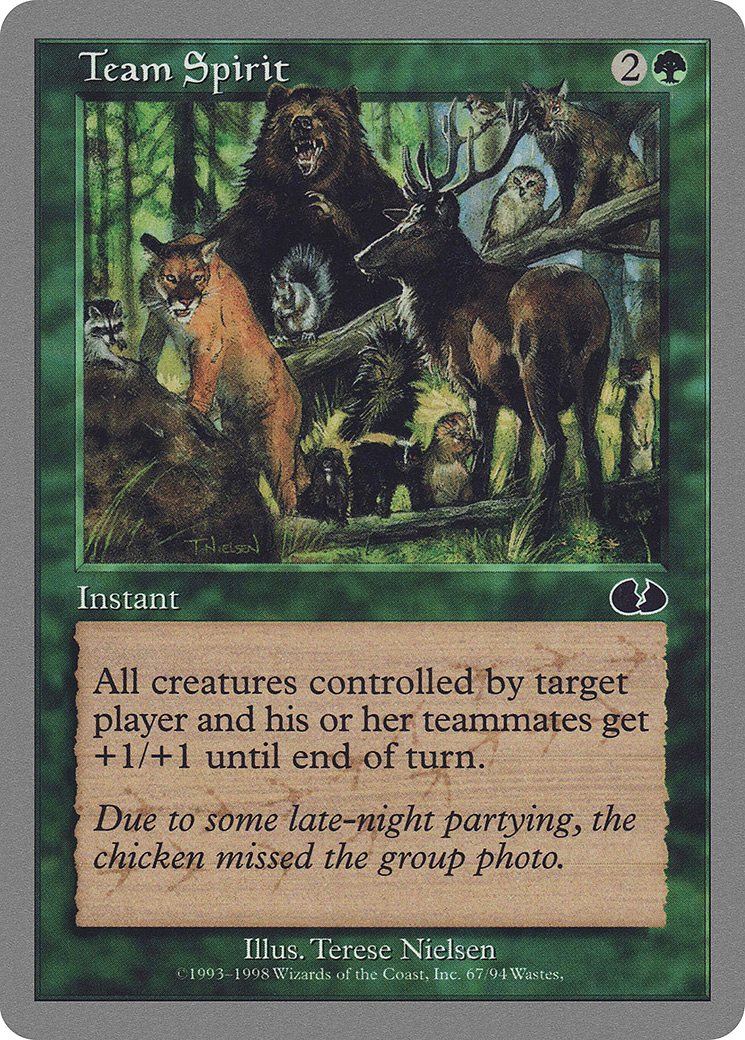 Team Spirit 2
T. NIELSEN
Instant
All creatures controlled by target
player and his or her teammates get
+1/+1 until end of turn.
Due to some late-night partying, the
chicken missed the group photo.
Illus. Terese Nielsen
©1993–1998 Wizards of the Coast, Inc. 67/94 Wastes,